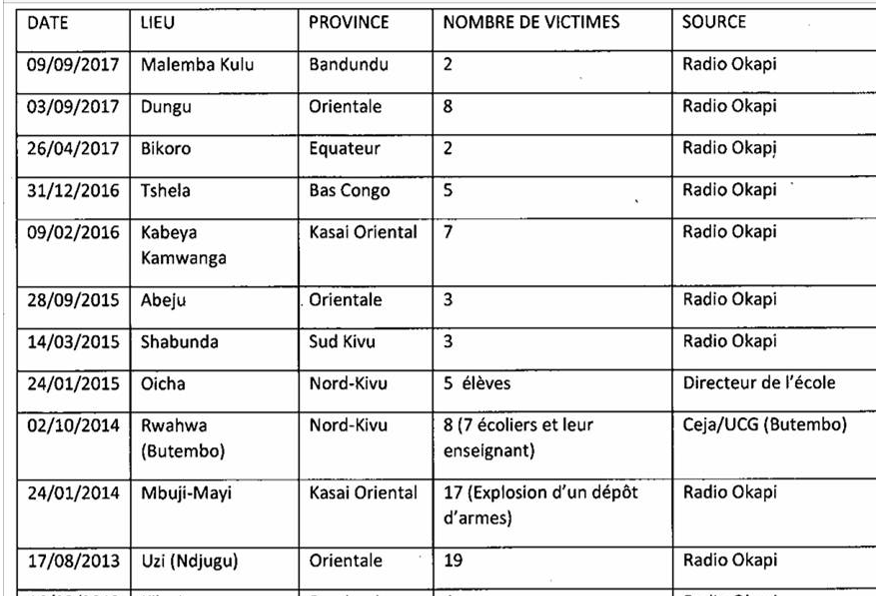 DATE LIEU PROVINCE NOMBRE DE VICTIMES SOURCE
09/09/2017 Malemba Kulu Bandundu 2 Radio Okapi
03/09/2017 Dungu Orientale 8 Radio Okapi
26/04/2017 Bikoro Equateur 2 Radio Okapi
31/12/2016 Tshela Bas Congo 5 Radio Okapi
09/02/2016 Kabeya Kasai Oriental 7 Radio Okapi
Kamwanga
28/09/2015 Abeju Orientale 3 Radio Okapi
14/03/2015 Shabunda Sud Kivu 3 Radio Okapi
24/01/2015 Oicha Nord-Kivu 5 élèves Directeur de l'école
02/10/2014 Rwahwa Nord-Kivu 8 (7 écoliers et leur Ceja/UCG (Butembo)
(Butembo) enseignant)
24/01/2014 Mbuji-Mayi Kasai Oriental 17 (Explosion d'un dépôt Radio Okapi
d'armes)
17/08/2013 Uzi (Ndjugu) Orientale 19 Radio Okapi